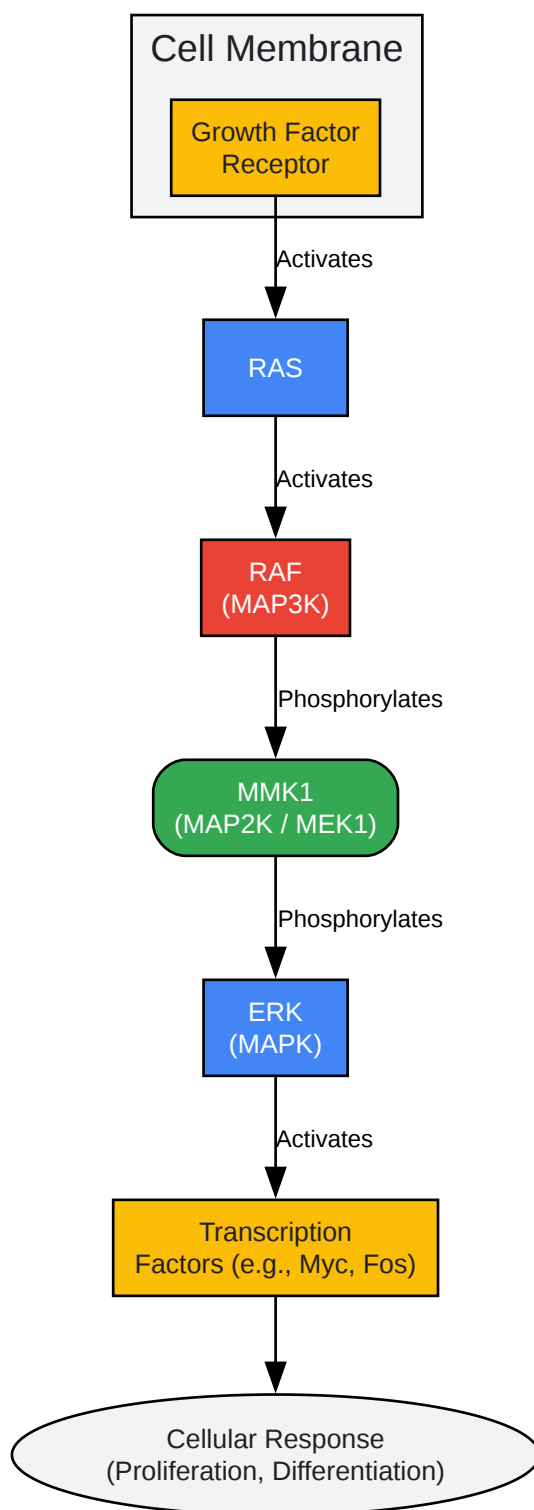 Cell Membrane
Growth Factor
Receptor
Activates
RAS
Activates
RAF
(MAP3K)
Phosphorylates
MMK1
(MAP2K / MEK1)
Phosphorylates
ERK
(MAPK)
Activates
Transcription
Factors (e.g., Myc, Fos)
Cellular Response
(Proliferation, Differentiation)